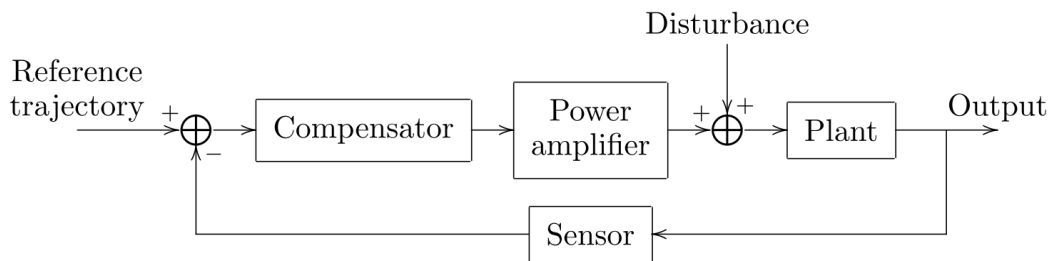 Disturbance
Reference
trajectory
+
−
Compensator
Power
amplifier
+
+
Plant
Output
Sensor